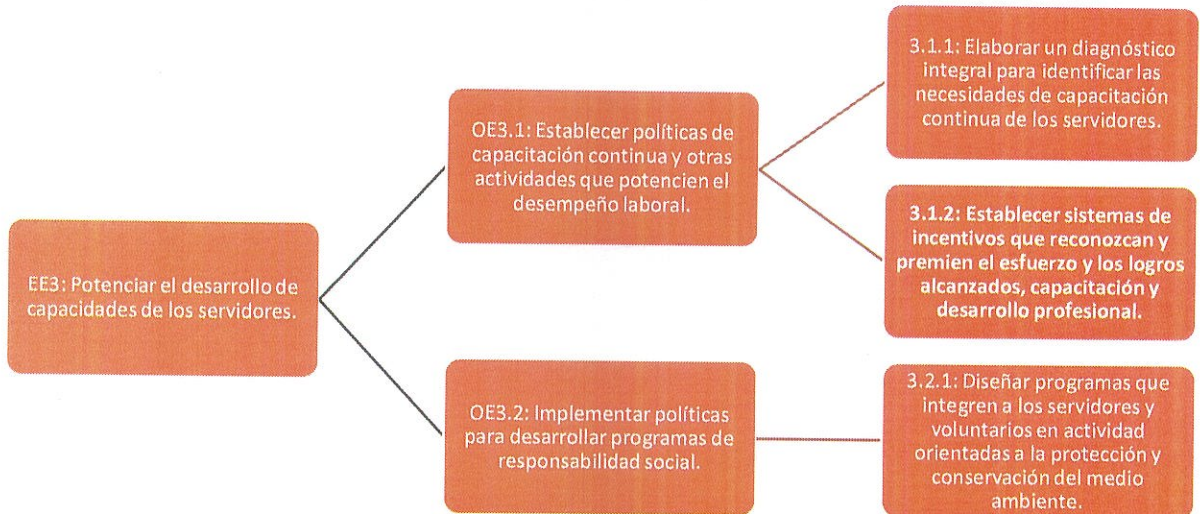 EE3: Potenciar el desarrollo de
capacidades de los servidores.
OE3.1: Establecer políticas de
capacitación continua y otras
actividades que potencien el
desempeño laboral.
3.1.1: Elaborar un diagnóstico
integral para identificar las
necesidades de capacitación
continua de los servidores.
3.1.2: Establecer sistemas de
incentivos que reconozcan y
premien el esfuerzo y los logros
alcanzados, capacitación y
desarrollo profesional.
OE3.2: Implementar políticas
para desarrollar programas de
responsabilidad social.
3.2.1: Diseñar programas que
integren a los servidores y
voluntarios en actividad
orientadas a la protección y
conservación del medio
ambiente.